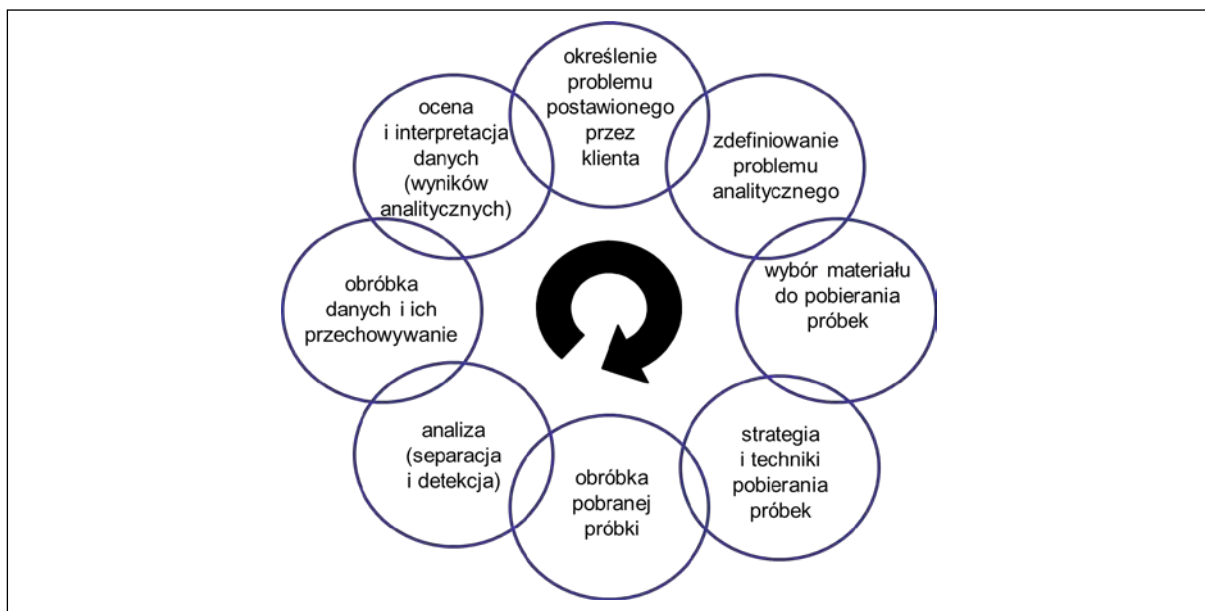 określenie
problemu
postawionego
przez
klienta
zdefiniowanie
problemu
analitycznego
wybór materiału
do pobierania
próbek
strategia
i techniki
pobierania
próbek
obróbka
pobranej
próbki
analiza
(separacja
i detekcja)
obróbka
danych i ich
przechowywanie
ocena
i interpretacja
danych
(wyników
analitycznych)